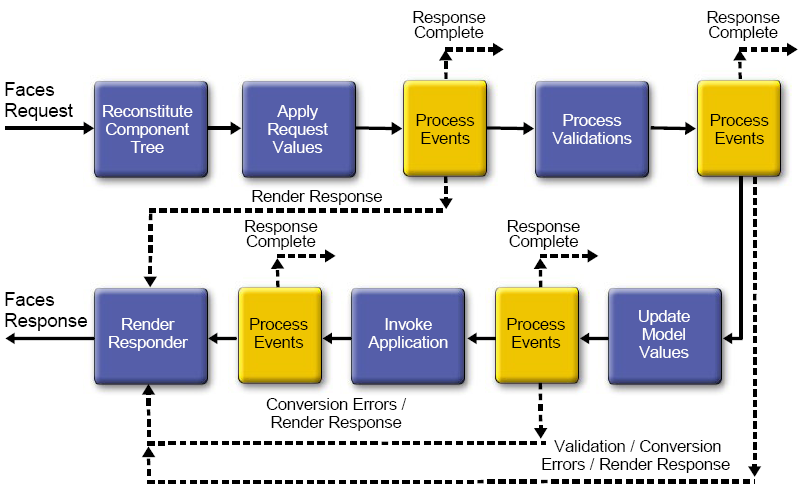 Response
Complete
Response
Complete
Faces
Request
Reconstitute
Component
Tree
Apply
Request
Values
Process
Events
Process
Validations
Process
Events
Render Response
Response
Complete
Response
Complete
Faces
Response
Render
Responder
Process
Events
Invoke
Application
Process
Events
Update
Model
Values
Conversion Errors /
Render Response
Validation / Conversion
Errors / Render Response